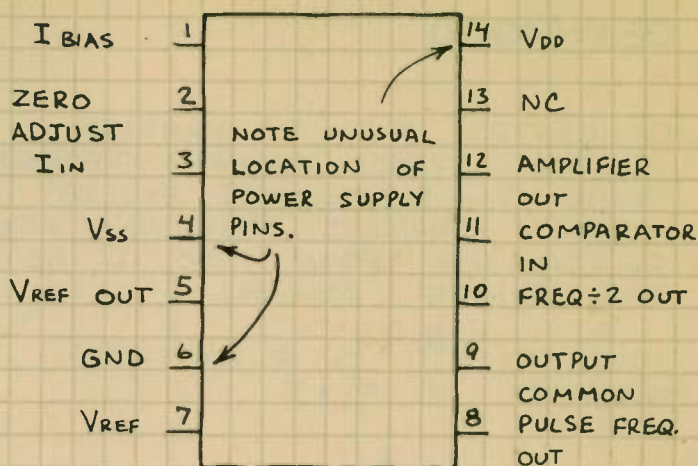 I BIAS 1
ZERO ADJUST 2
I IN 3
VSS 4
VREF OUT 5
GND 6
VREF 7
NOTE UNUSUAL
LOCATION OF
POWER SUPPLY
PINS.
14 VDD
13 NC
12 AMPLIFIER OUT
11 COMPARATOR IN
10 FREQ÷2 OUT
9 OUTPUT COMMON
8 PULSE FREQ. OUT